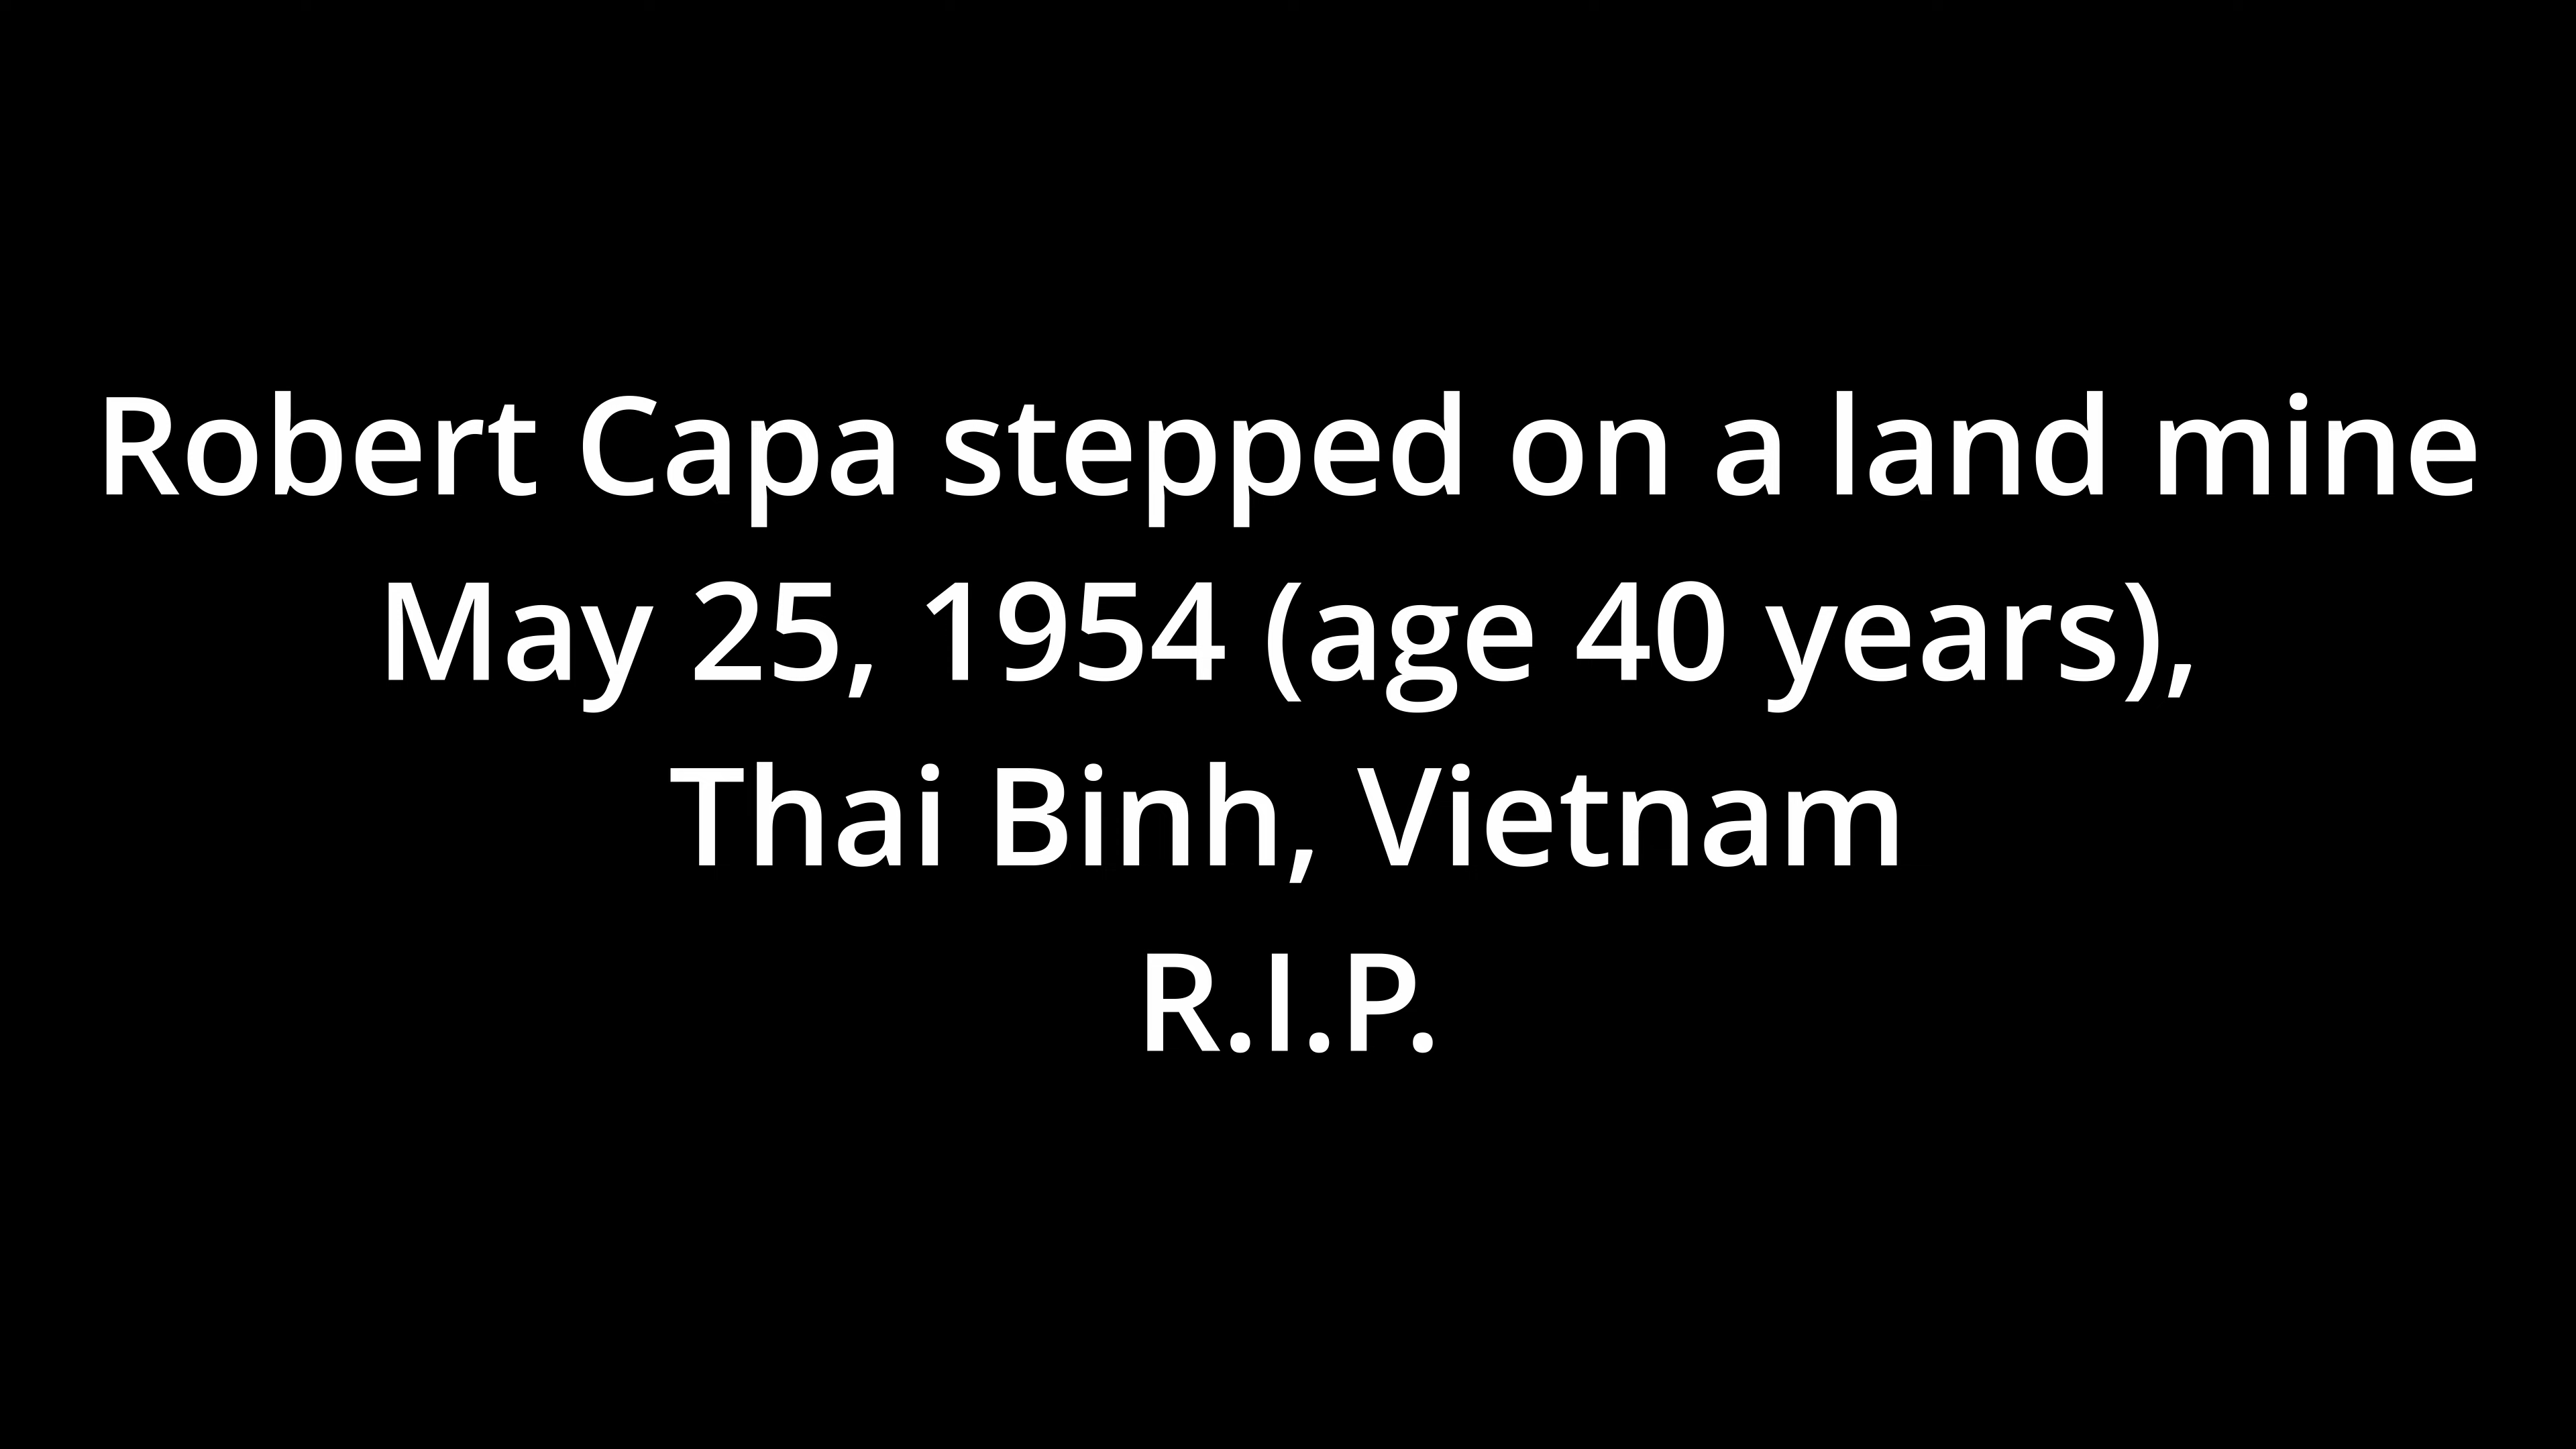 Robert Capa stepped on a land mine
May 25, 1954 (age 40 years),
Thai Binh, Vietnam
R.I.P.